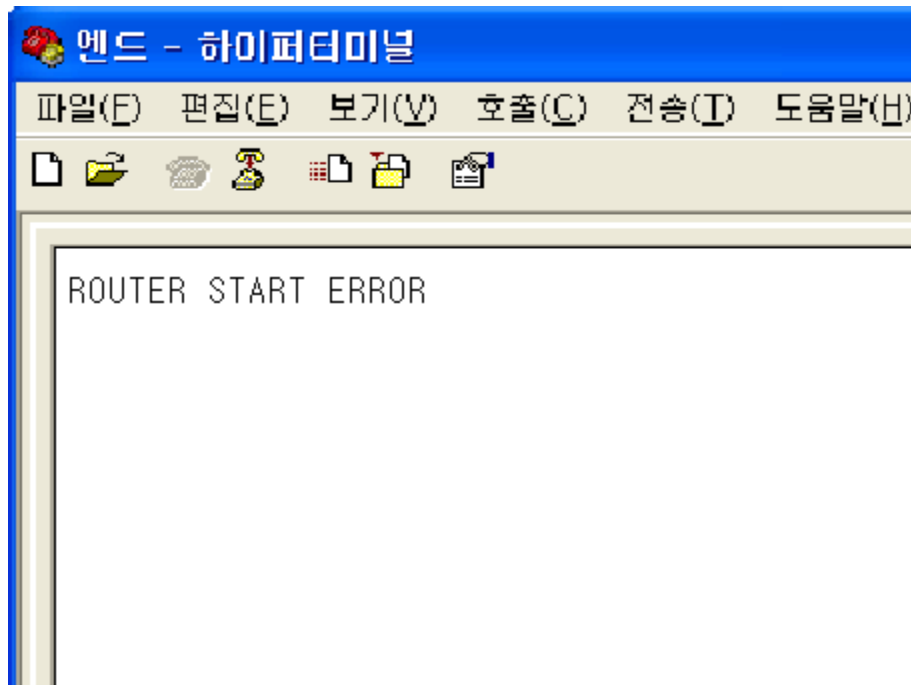 엔드 - 하이퍼터미널
파일(F) 편집(E) 보기(V) 호출(C) 전송(T) 도움말(H)
ROUTER START ERROR